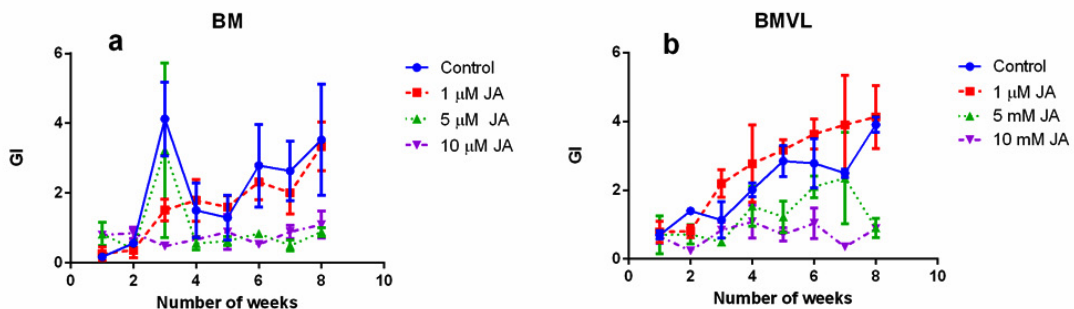 BM
a
6
4
2
0
GI
0 2 4 6 8 10
Number of weeks
Control
1 μM JA
5 μM JA
10 μM JA
BMVL
b
6
4
2
0
GI
0 2 4 6 8 10
Number of weeks
Control
1 μM JA
5 mM JA
10 mM JA